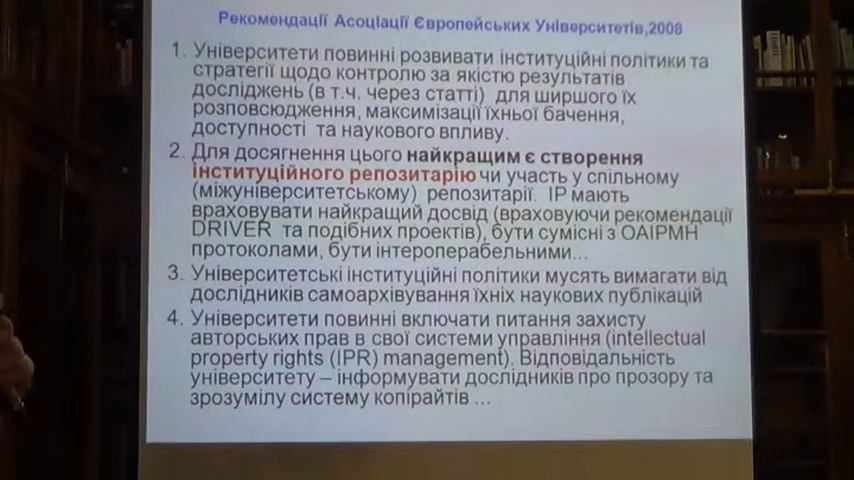 Рекомендації Асоціації Європейських Університетів,2008
1. Університети повинні розвивати інституційні політики та
стратегії щодо контролю за якістю результатів
досліджень (в т.ч. через статті) для ширшого їх
розповсюдження, максимізації їхньої бачення,
доступності та наукового впливу.
2. Для досягнення цього найкращим є створення
інституційного репозитарію чи участь у спільному
(міжуніверситетському) репозитарії. ІР мають
враховувати найкращий досвід (враховуючи рекомендації
DRIVER та подібних проектів), бути сумісні з OAIPMH
протоколами, бути інтероперабельними...
3. Університетські інституційні політики мусять вимагати від
дослідників самоархівування їхніх наукових публікацій
4. Університети повинні включати питання захисту
авторських прав в свої системи управління (intellectual
property rights (IPR) management). Відповідальність
університету – інформувати дослідників про прозору та
зрозумілу систему копірайтів ...